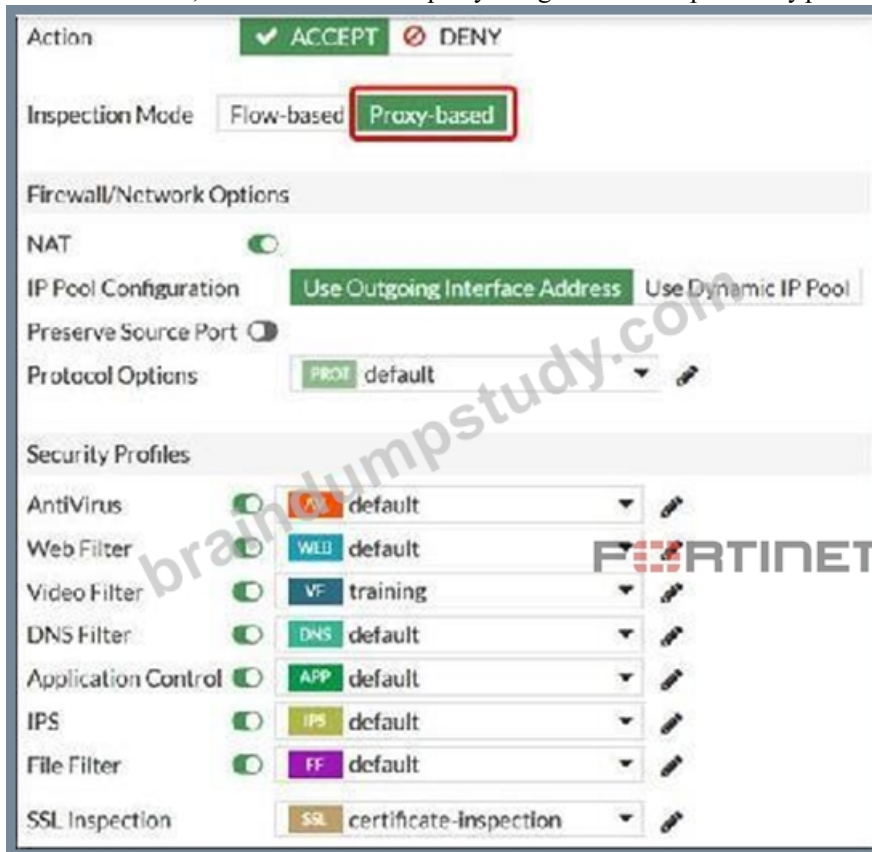 Action ACCEPT DENY
Inspection Mode Flow-based Proxy-based
Firewall/Network Options
NAT
IP Pool Configuration Use Outgoing Interface Address Use Dynamic IP Pool
Preserve Source Port
Protocol Options PROT default
Security Profiles
AntiVirus AV default
Web Filter WEB default
FORTINET
Video Filter VF training
DNS Filter DNS default
Application Control APP default
IPS IPS default
File Filter FF default
SSL Inspection SSL certificate-inspection
braindumpstudy.com